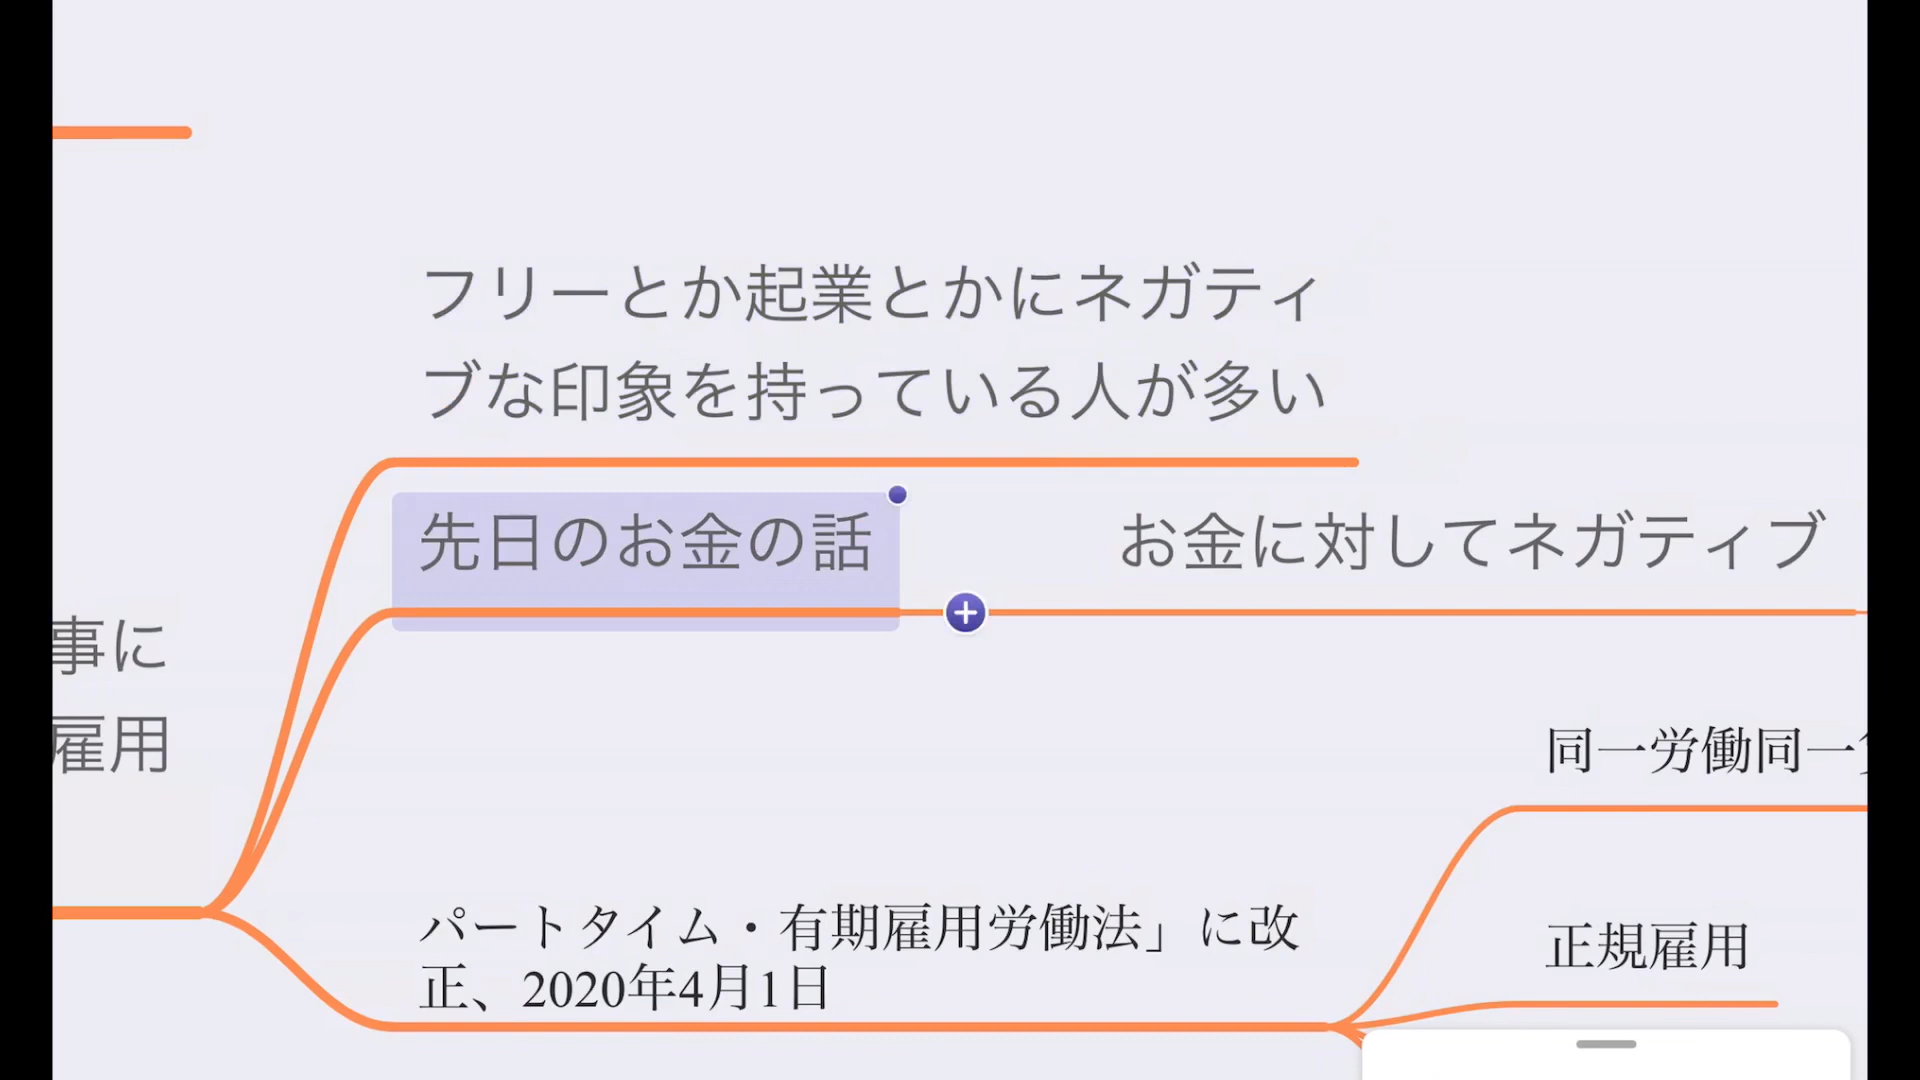 フリーとか起業とかにネガティ
ブな印象を持っている人が多い
先日のお金の話
お金に対してネガティブ
事に
雇用
同一労働同一
パートタイム・有期雇用労働法」に改
正、2020年4月1日
正規雇用